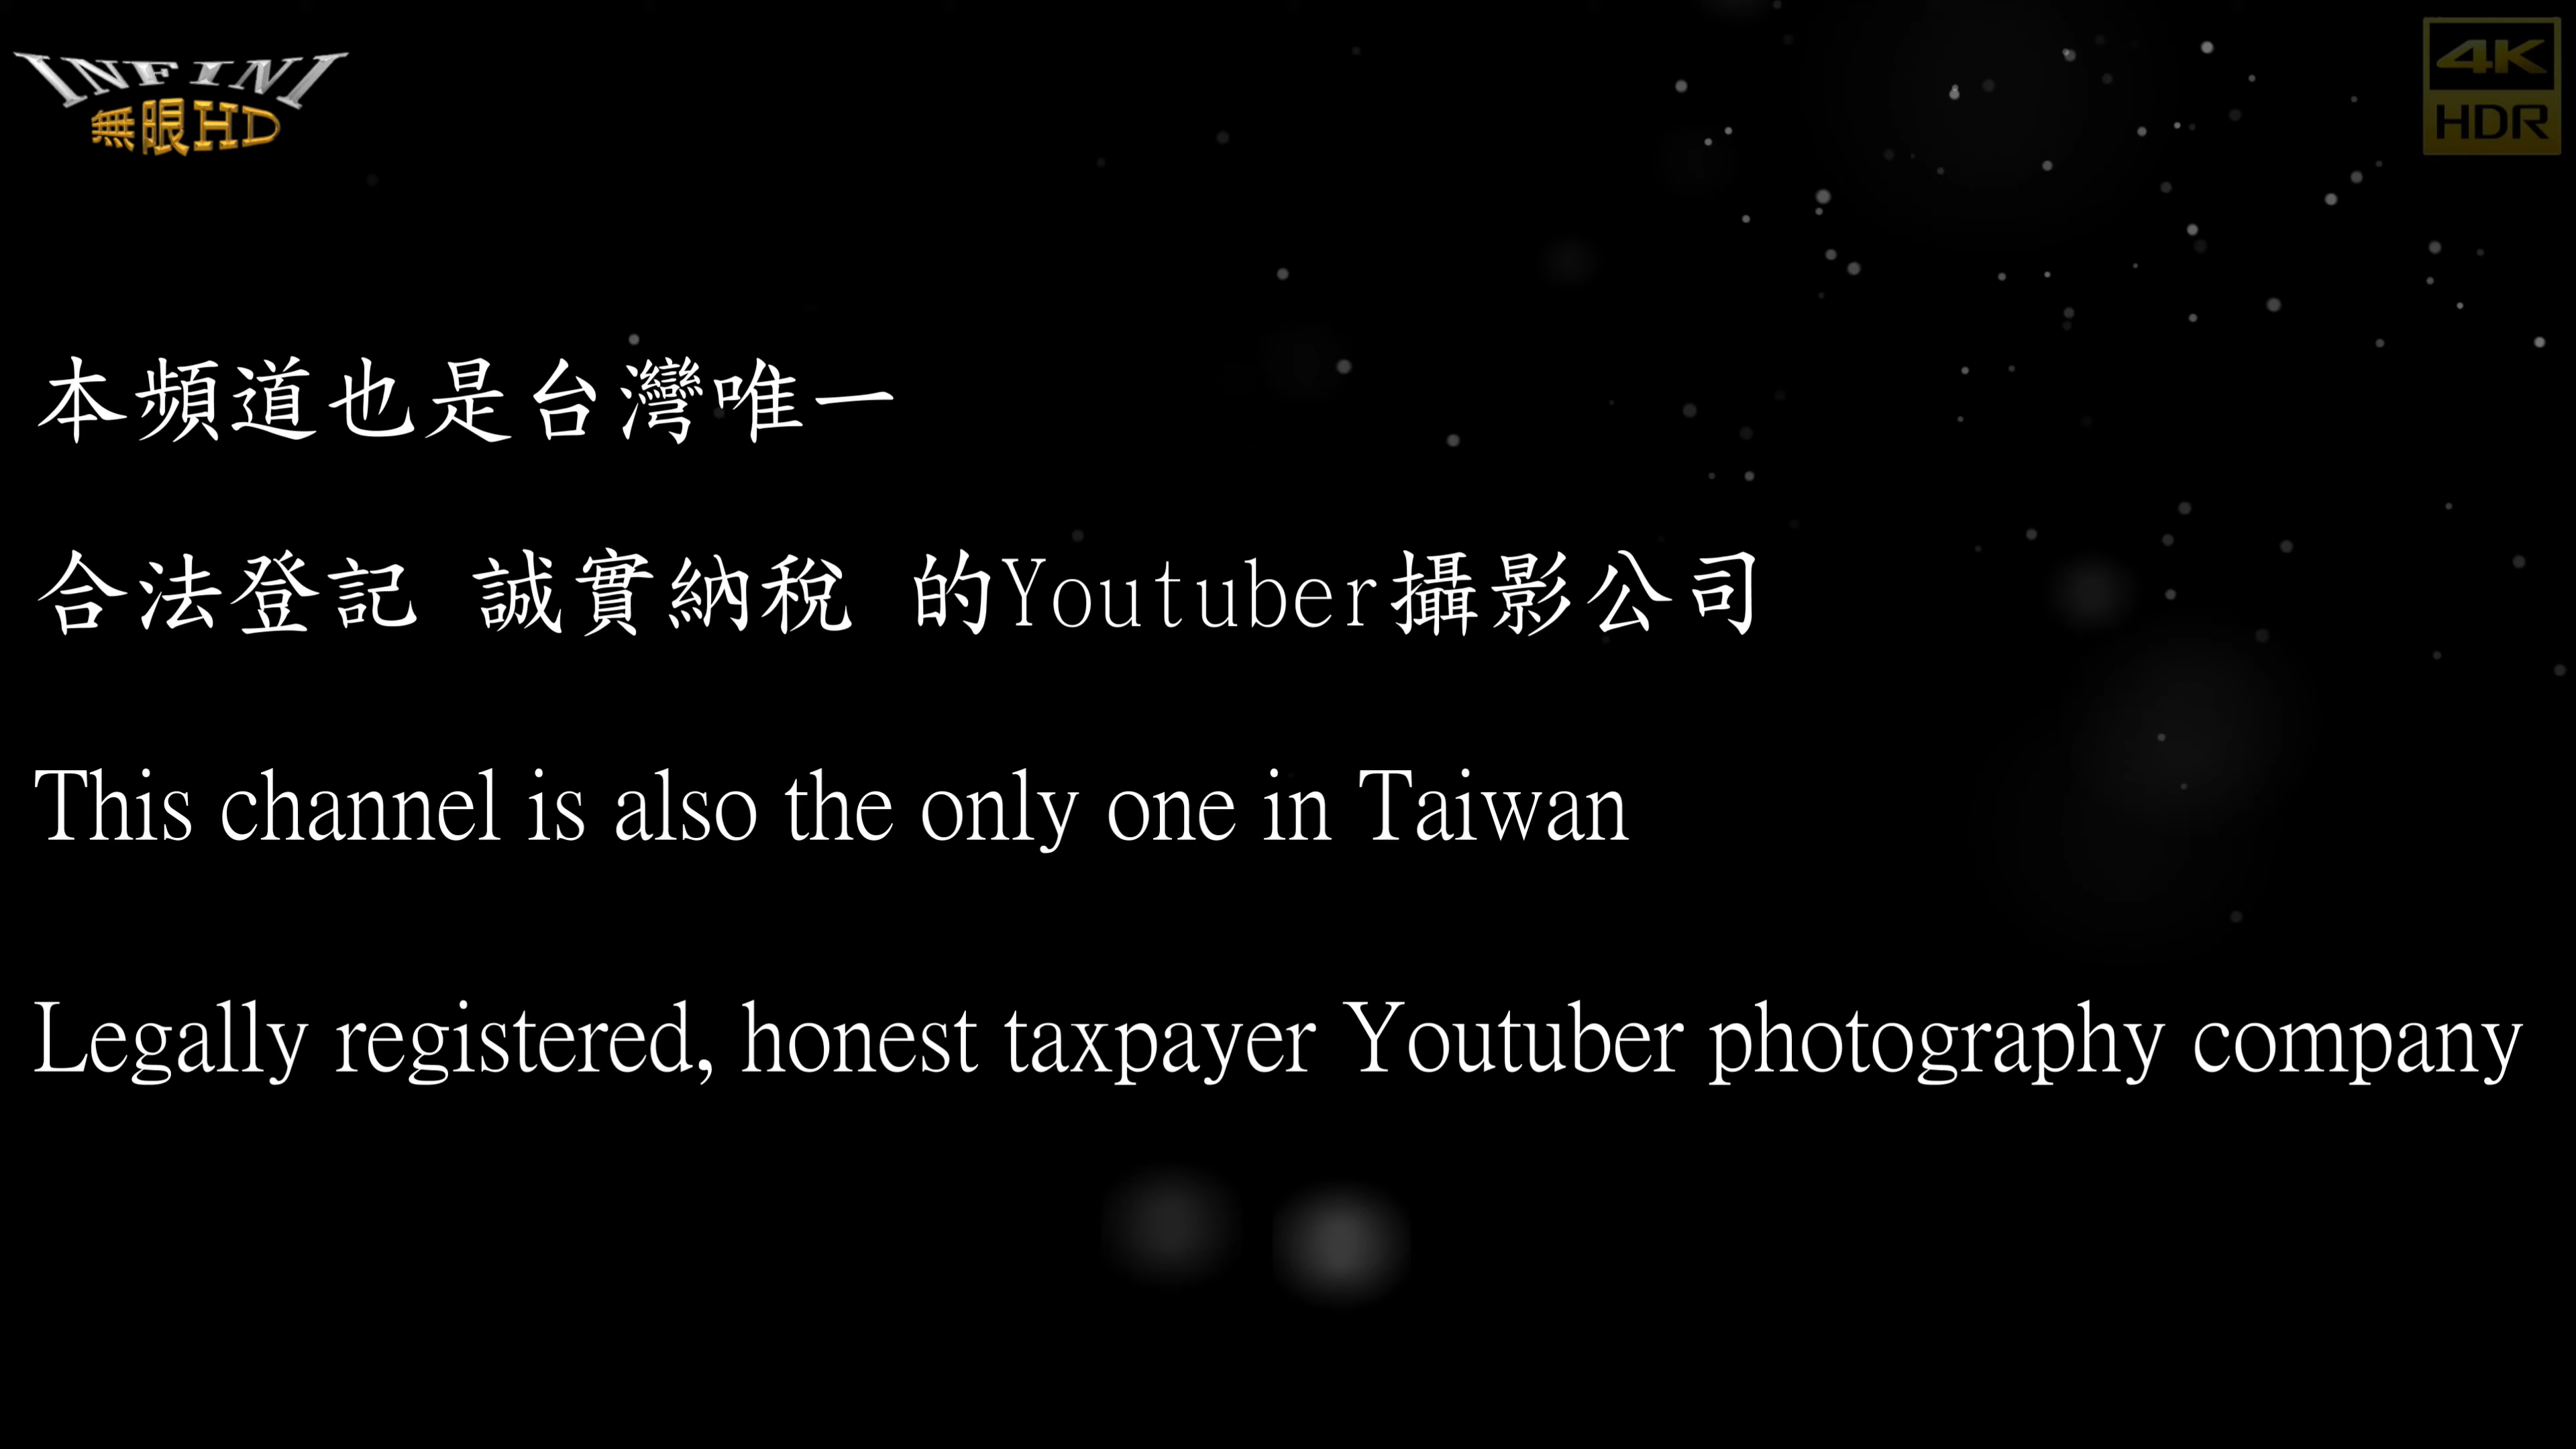 INFINI
無限HD
4K
HDR
本頻道也是台灣唯一
合法登記 誠實納稅 的Youtuber攝影公司
This channel is also the only one in Taiwan
Legally registered, honest taxpayer Youtuber photography company